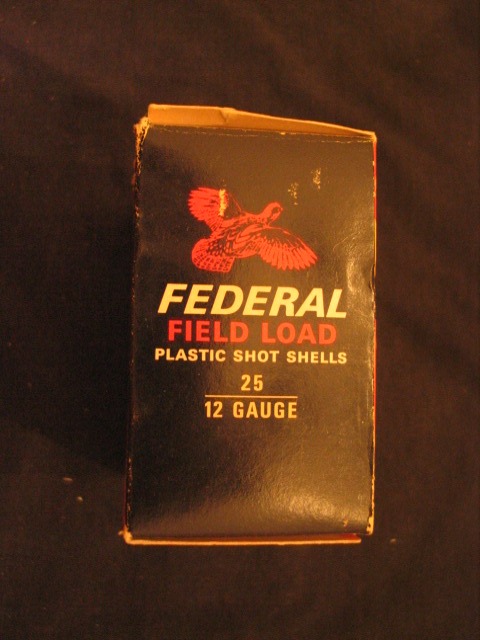 FEDERAL
FIELD LOAD
PLASTIC SHOT SHELLS
25
12 GAUGE